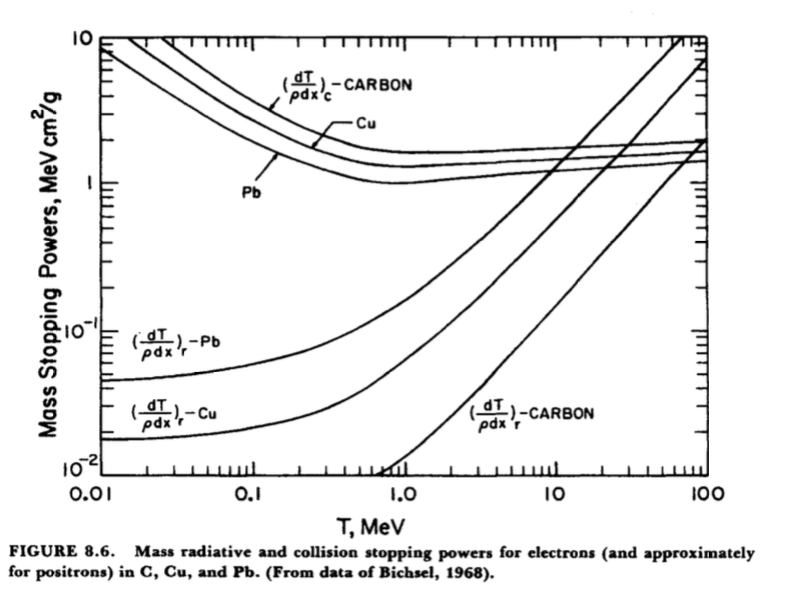 10
1
10⁻¹
10⁻²
Mass Stopping Powers, MeV cm²/g
(dT/ρdx)c-CARBON
Cu
Pb
(dT/ρdx)r-Pb
(dT/ρdx)r-Cu
(dT/ρdx)r-CARBON
0.01 0.1 1.0 10 100
T, MeV
FIGURE 8.6. Mass radiative and collision stopping powers for electrons (and approximately
for positrons) in C, Cu, and Pb. (From data of Bichsel, 1968).